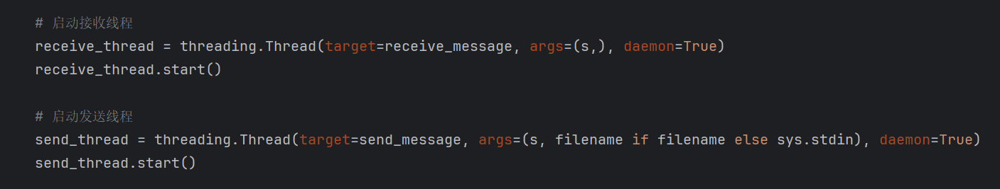 # 启动接收线程
receive_thread = threading.Thread(target=receive_message, args=(s,), daemon=True)
receive_thread.start()
# 启动发送线程
send_thread = threading.Thread(target=send_message, args=(s, filename if filename else sys.stdin), daemon=True)
send_thread.start()